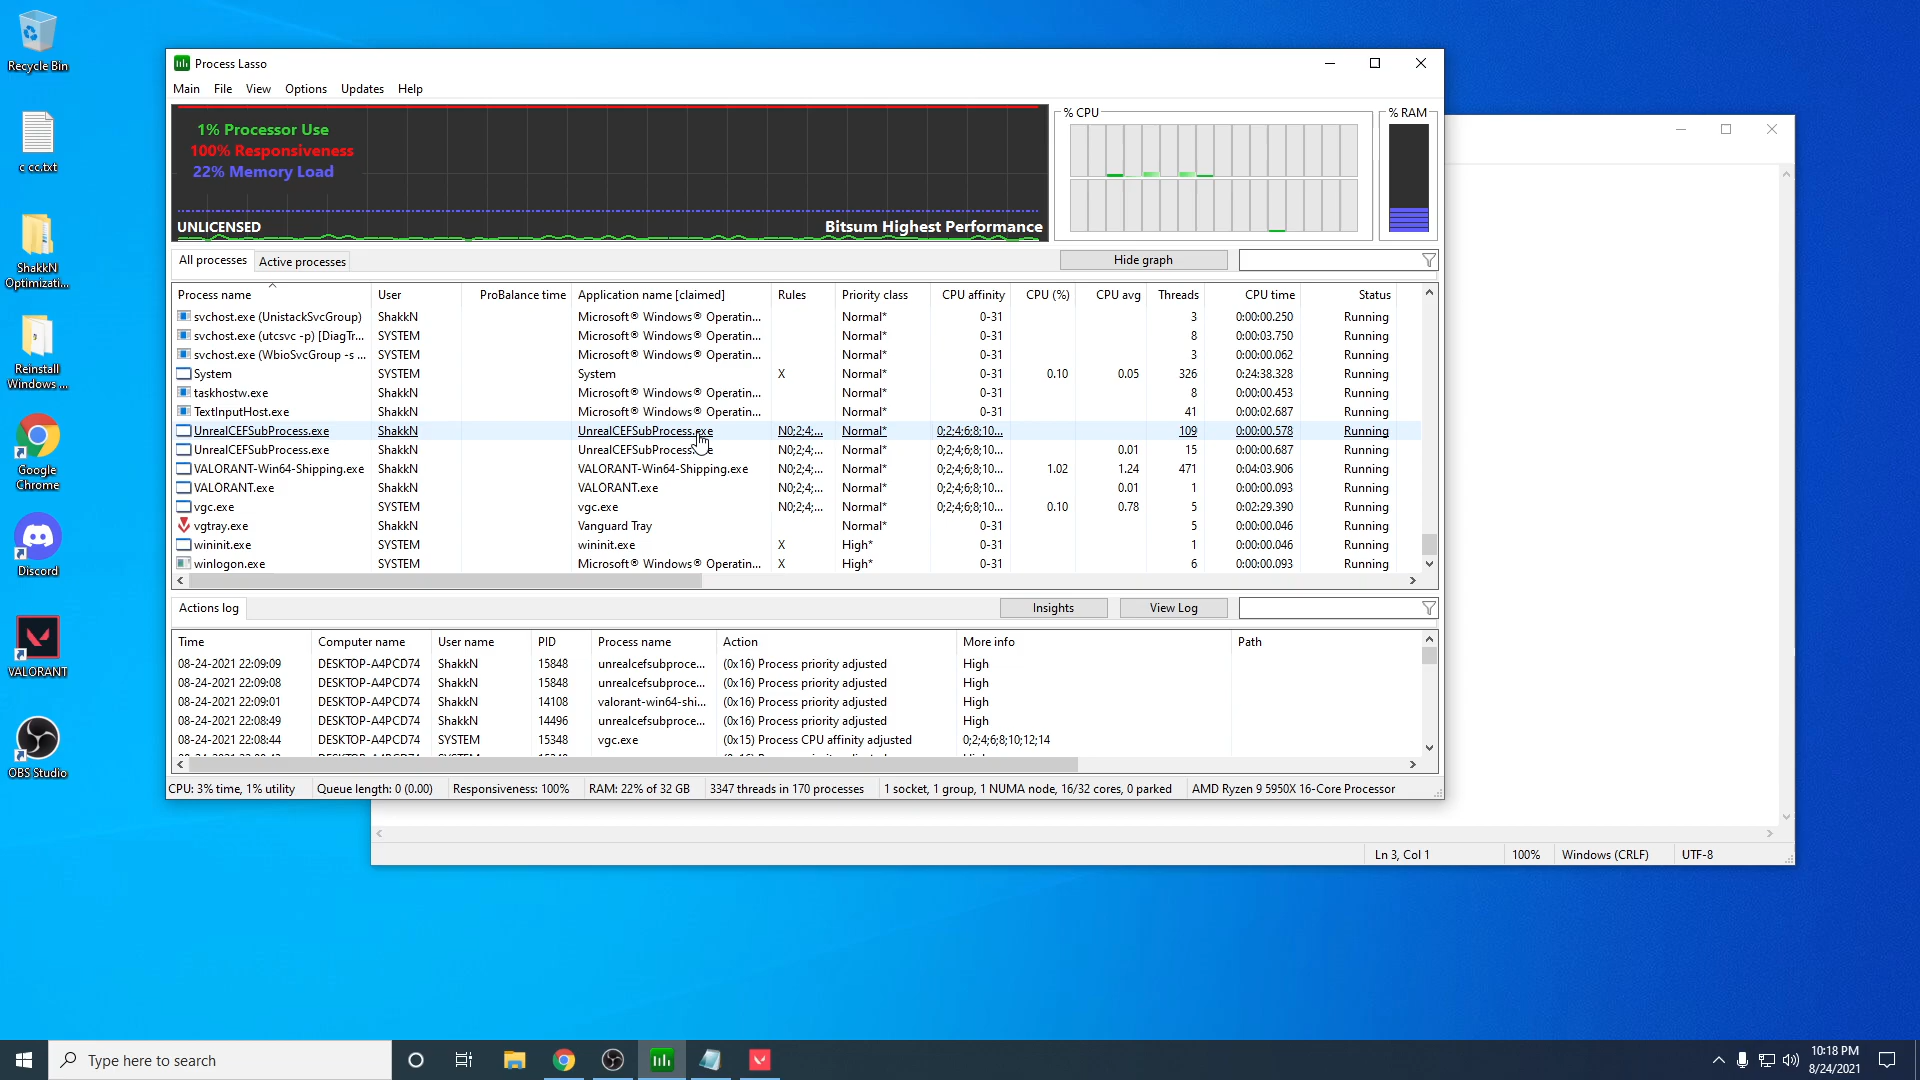 Recycle Bin
c cc.txt
ShakkN
Optimizati...
Reinstall
Windows ...
Google
Chrome
Discord
VALORANT
OBS Studio
Process Lasso
Main File View Options Updates Help
1% Processor Use
100% Responsiveness
22% Memory Load
UNLICENSED
Bitsum Highest Performance
% CPU
% RAM
All processes Active processes Hide graph
Process name User ProBalance time Application name [claimed] Rules Priority class CPU affinity CPU (%) CPU avg Threads CPU time Status
svchost.exe (UnistackSvcGroup) ShakkN Microsoft® Windows® Operatin... Normal* 0-31 3 0:00:00.250 Running
svchost.exe (utcsvc -p) [DiagTr... SYSTEM Microsoft® Windows® Operatin... Normal* 0-31 8 0:00:03.750 Running
svchost.exe (WbioSvcGroup -s ... SYSTEM Microsoft® Windows® Operatin... Normal* 0-31 3 0:00:00.062 Running
System SYSTEM System X Normal* 0-31 0.10 0.05 326 0:24:38.328 Running
taskhostw.exe ShakkN Microsoft® Windows® Operatin... Normal* 0-31 8 0:00:00.453 Running
TextInputHost.exe ShakkN Microsoft® Windows® Operatin... Normal* 0-31 41 0:00:02.687 Running
UnrealCEFSubProcess.exe ShakkN UnrealCEFSubProcess.exe N0;2;4;... Normal* 0;2;4;6;8;10... 109 0:00:00.578 Running
UnrealCEFSubProcess.exe ShakkN N0;2;4;... Normal* 0;2;4;6;8;10... 0.01 15 0:00:00.687 Running
VALORANT-Win64-Shipping.exe ShakkN VALORANT-Win64-Shipping.exe N0;2;4;... Normal* 0;2;4;6;8;10... 1.02 1.24 471 0:04:03.906 Running
VALORANT.exe ShakkN VALORANT.exe N0;2;4;... Normal* 0;2;4;6;8;10... 0.01 1 0:00:00.093 Running
vgc.exe SYSTEM vgc.exe N0;2;4;... Normal* 0;2;4;6;8;10... 0.10 0.78 5 0:02:29.390 Running
vgtray.exe ShakkN Vanguard Tray Normal* 0-31 5 0:00:00.046 Running
wininit.exe SYSTEM wininit.exe X High* 0-31 1 0:00:00.046 Running
winlogon.exe SYSTEM Microsoft® Windows® Operatin... X High* 0-31 6 0:00:00.093 Running
Actions log Insights View Log
Time Computer name User name PID Process name Action More info Path
08-24-2021 22:09:09 DESKTOP-A4PCD74 ShakkN 15848 unrealcefsubproce... (0x16) Process priority adjusted High
08-24-2021 22:09:08 DESKTOP-A4PCD74 ShakkN 15848 unrealcefsubproce... (0x16) Process priority adjusted High
08-24-2021 22:09:01 DESKTOP-A4PCD74 ShakkN 14108 valorant-win64-shi... (0x16) Process priority adjusted High
08-24-2021 22:08:49 DESKTOP-A4PCD74 ShakkN 14496 unrealcefsubproce... (0x16) Process priority adjusted High
08-24-2021 22:08:44 DESKTOP-A4PCD74 SYSTEM 15348 vgc.exe (0x15) Process CPU affinity adjusted 0;2;4;6;8;10;12;14
CPU: 3% time, 1% utility Queue length: 0 (0.00) Responsiveness: 100% RAM: 22% of 32 GB 3347 threads in 170 processes 1 socket, 1 group, 1 NUMA node, 16/32 cores, 0 parked AMD Ryzen 9 5950X 16-Core Processor
Ln 3, Col 1 100% Windows (CRLF) UTF-8
Type here to search
10:18 PM
8/24/2021